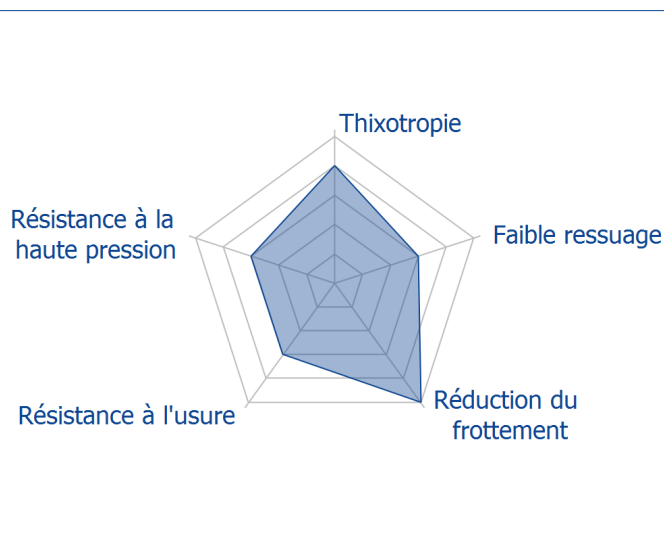 Thixotropie
Résistance à la
haute pression
Faible ressuage
Résistance à l'usure
Réduction du
frottement